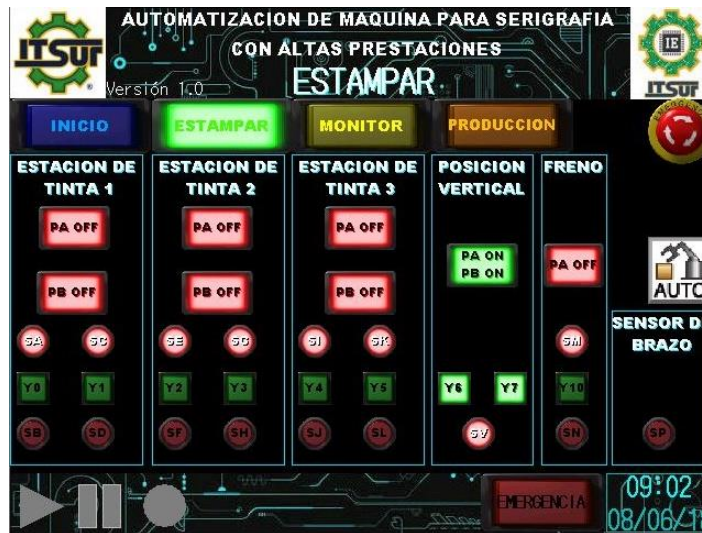 AUTOMATIZACION DE MAQUINA PARA SERIGRAFIA
CON ALTAS PRESTACIONES
ITSUR
Versión 1.0
ESTAMPAR
IE
ITSUR
INICIO
ESTAMPAR
MONITOR
PRODUCCION
ESTACION DE TINTA 1
ESTACION DE TINTA 2
ESTACION DE TINTA 3
POSICION VERTICAL
FRENO
PA OFF
PA OFF
PA OFF
PA ON
PB ON
PA OFF
PB OFF
PB OFF
PB OFF
AUTO
SENSOR D
BRAZO
SA
SC
SE
SG
SI
SK
SM
Y0
Y1
Y2
Y3
Y4
Y5
Y6
Y7
Y10
SB
SD
SF
SH
SJ
SL
SV
SN
SP
EMERGENCIA
09:02
08/06/18